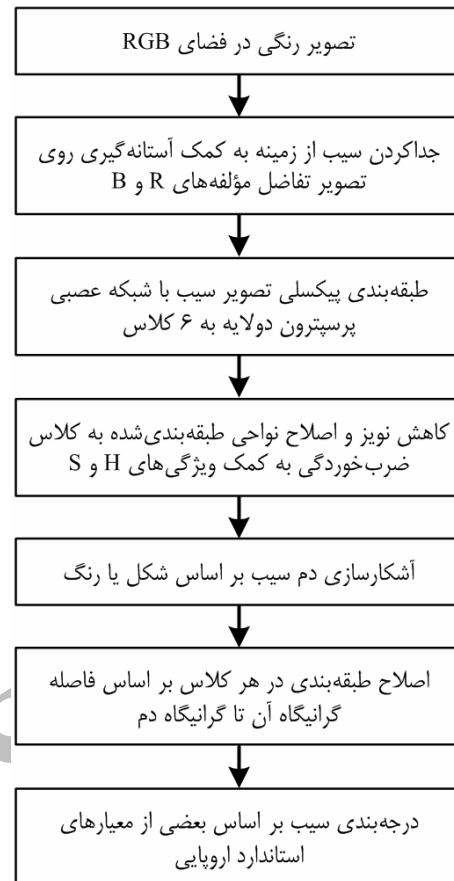 تصویر رنگی در فضای RGB
جداکردن سیب از زمینه به کمک آستانه‌گیری روی
تصویر تفاضل مؤلفه‌های R و B
طبقه‌بندی پیکسلی تصویر سیب با شبکه عصبی
پرسپترون دولایه به ۶ کلاس
کاهش نویز و اصلاح نواحی طبقه‌بندی‌شده به کلاس
ضرب‌خوردگی به کمک ویژگی‌های H و S
آشکارسازی دم سیب بر اساس شکل یا رنگ
اصلاح طبقه‌بندی در هر کلاس بر اساس فاصله
گرانیگاه آن تا گرانیگاه دم
درجه‌بندی سیب بر اساس بعضی از معیارهای
استاندارد اروپایی